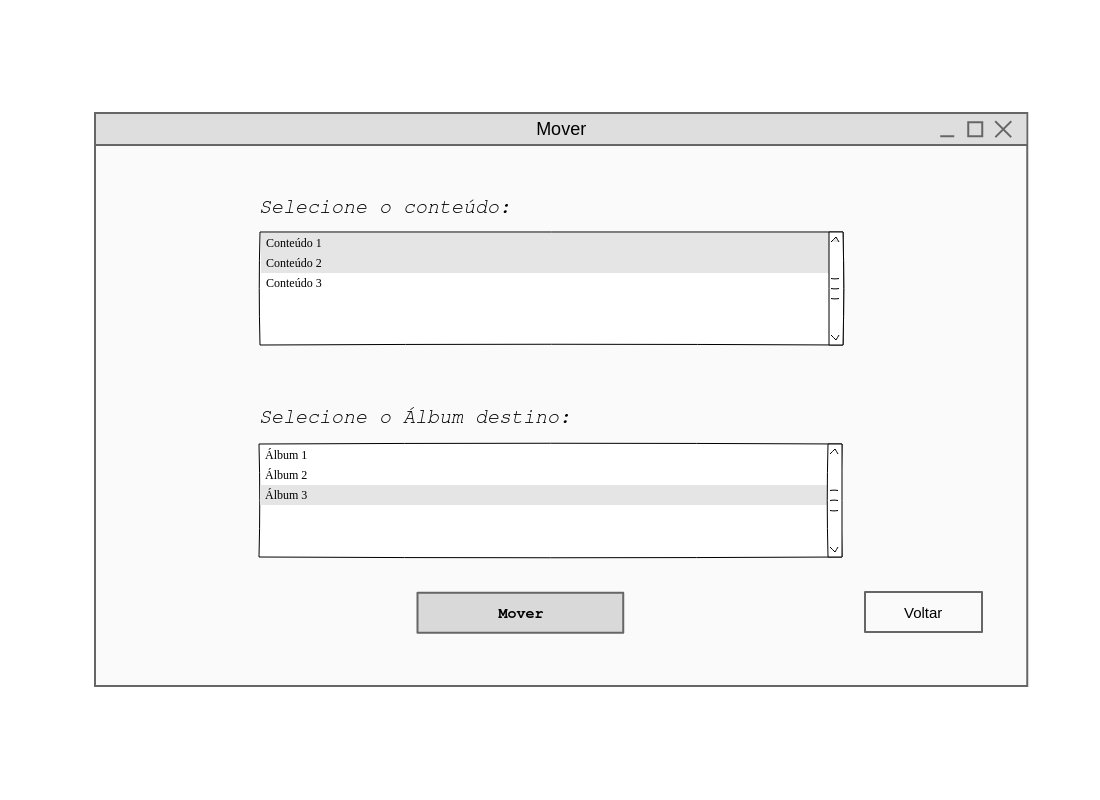 Mover
Selecione o conteúdo:
Conteúdo 1
Conteúdo 2
Conteúdo 3
Selecione o Álbum destino:
Álbum 1
Álbum 2
Álbum 3
Mover
Voltar